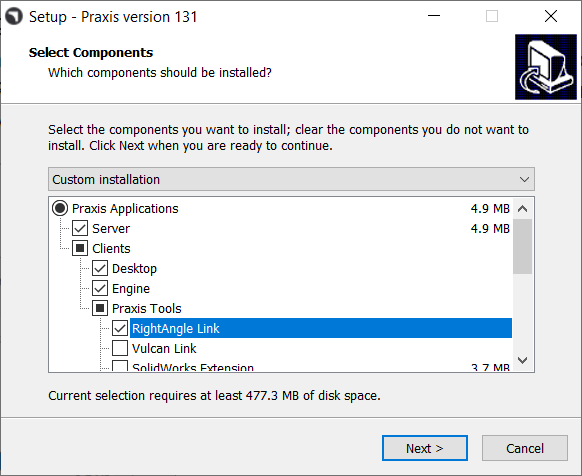 Setup - Praxis version 131
Select Components
Which components should be installed?
Select the components you want to install; clear the components you do not want to
install. Click Next when you are ready to continue.
Custom installation
Praxis Applications 4.9 MB
Server 4.9 MB
Clients
Desktop
Engine
Praxis Tools
RightAngle Link
Vulcan Link
SolidWorks Extension 3.7 MB
Current selection requires at least 477.3 MB of disk space.
Next > Cancel